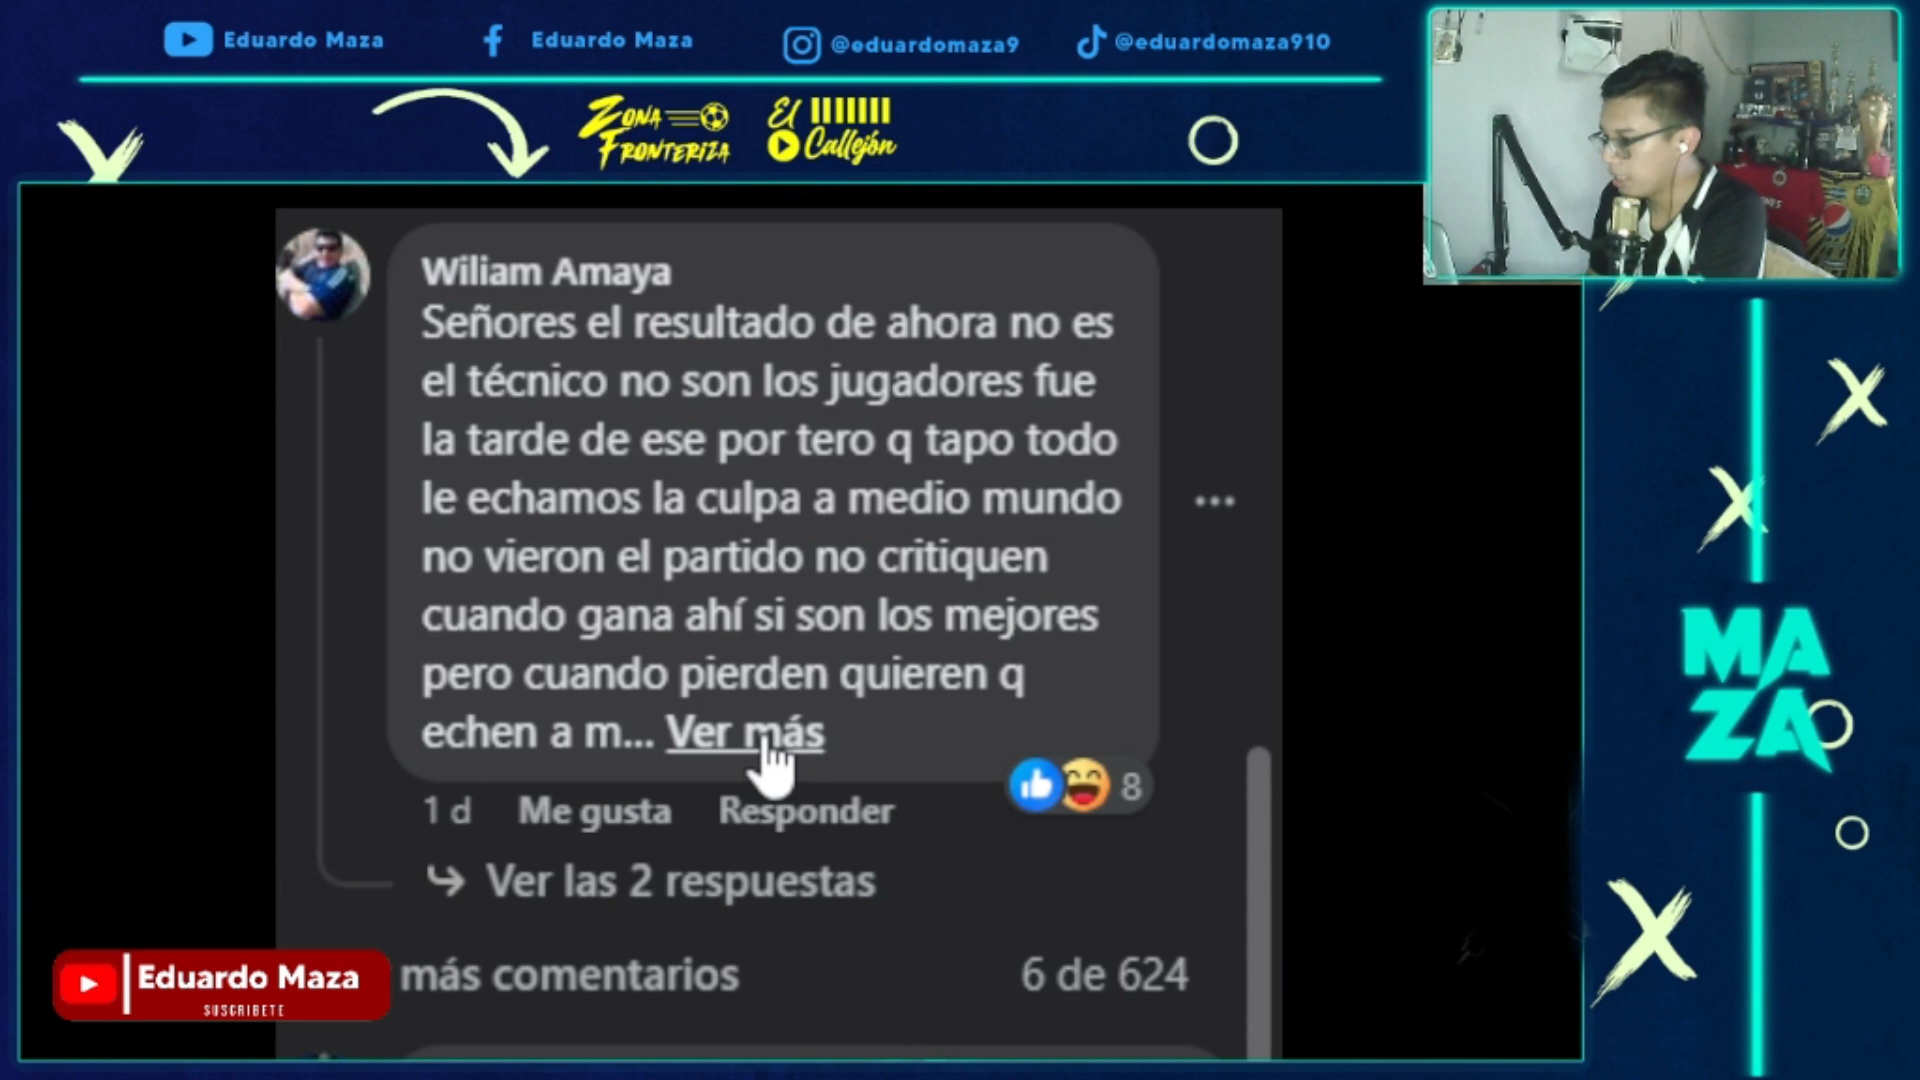 Eduardo Maza
Eduardo Maza
@eduardomaza9
@eduardomaza910
ZONA
FRONTERIZA
El
Callejón
Wiliam Amaya
Señores el resultado de ahora no es
el técnico no son los jugadores fue
la tarde de ese por tero q tapo todo
le echamos la culpa a medio mundo
no vieron el partido no critiquen
cuando gana ahí si son los mejores
pero cuando pierden quieren q
echen a m... Ver más
8
1 d Me gusta Responder
Ver las 2 respuestas
más comentarios 6 de 624
Eduardo Maza
SUSCRIBETE
MA
ZA